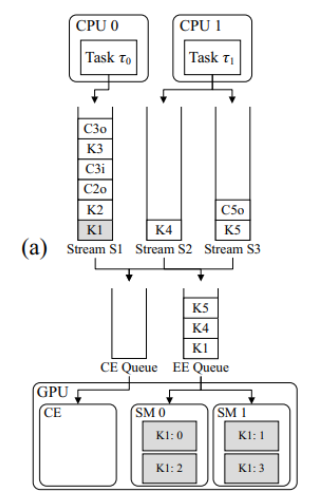 CPU 0
CPU 1
Task τ0
Task τ1
C3o
K3
C3i
C2o
K2
K1
K4
C5o
K5
(a)
Stream S1
Stream S2
Stream S3
K5
K4
K1
CE Queue
EE Queue
GPU
CE
SM 0
SM 1
K1: 0
K1: 1
K1: 2
K1: 3